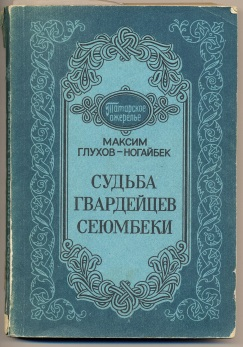 Татарское
ожерелье
МАКСИМ
ГЛУХОВ-НОГАЙБЕК
СУДЬБА
ГВАРДЕЙЦЕВ
СЕЮМБЕКИ